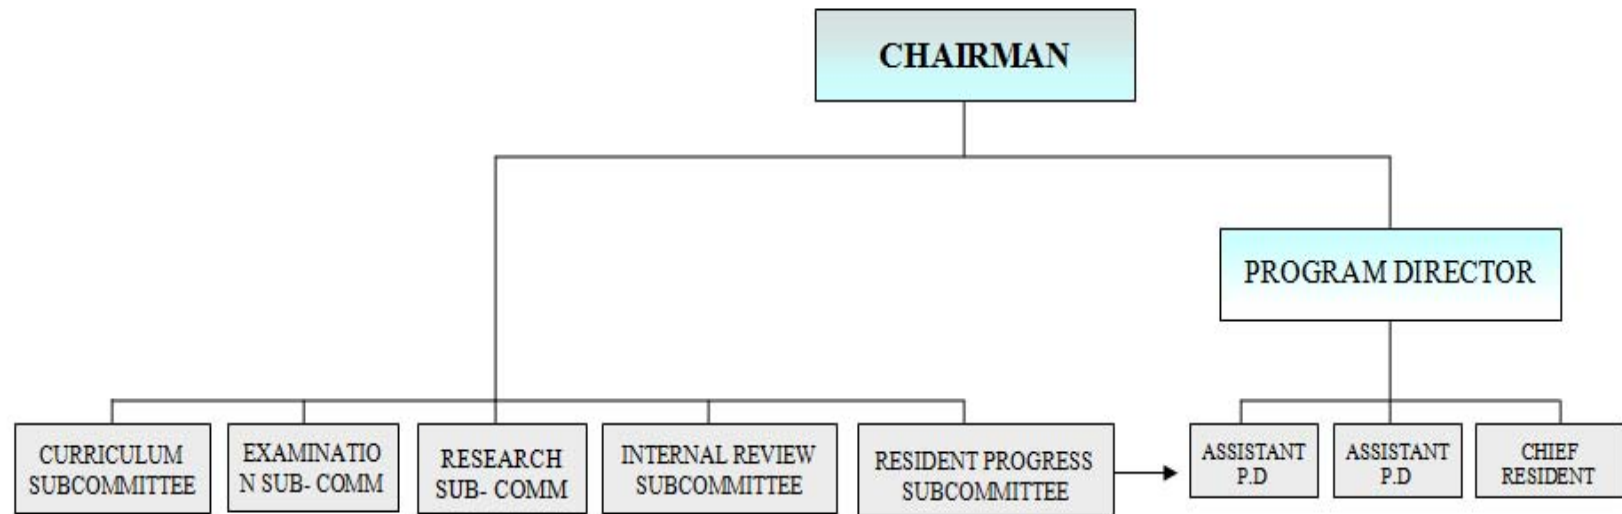 CHAIRMAN
PROGRAM DIRECTOR
CURRICULUM
SUBCOMMITTEE
EXAMINATIO
N SUB- COMM
RESEARCH
SUB- COMM
INTERNAL REVIEW
SUBCOMMITTEE
RESIDENT PROGRESS
SUBCOMMITTEE
ASSISTANT
P.D
ASSISTANT
P.D
CHIEF
RESIDENT